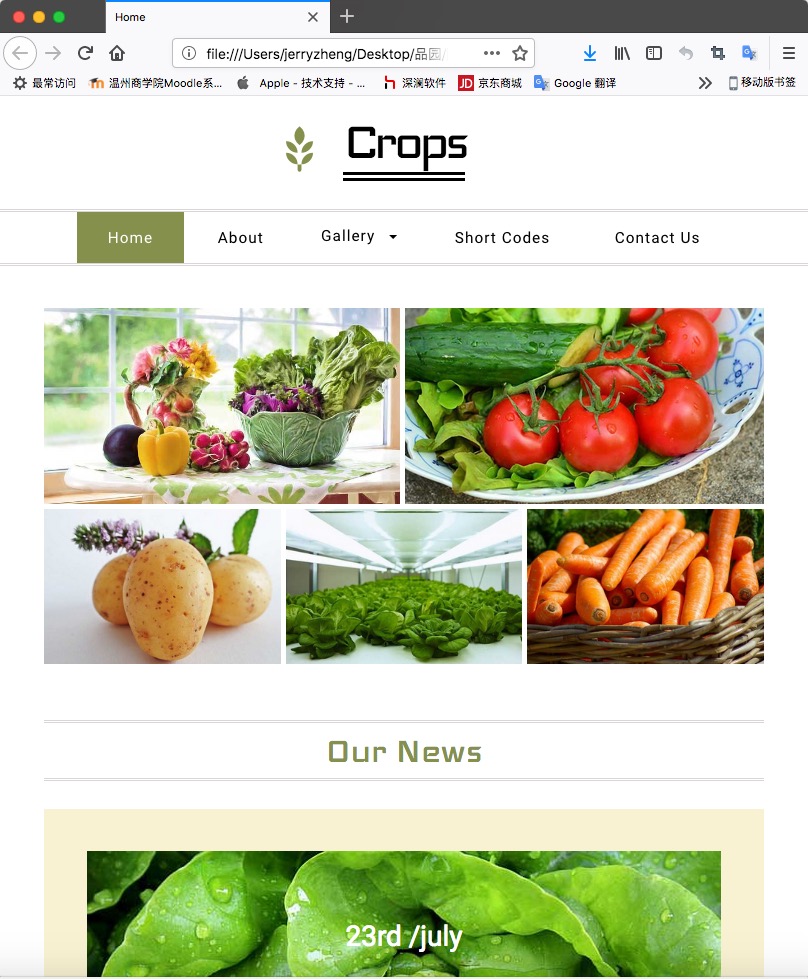 Home
file:///Users/jerryzheng/Desktop/品园/
最常访问 温州商学院Moodle系... Apple - 技术支持 - ... 深澜软件 JD 京东商城 Google 翻译 移动版书签
Crops
Home About Gallery Short Codes Contact Us
Our News
23rd /july